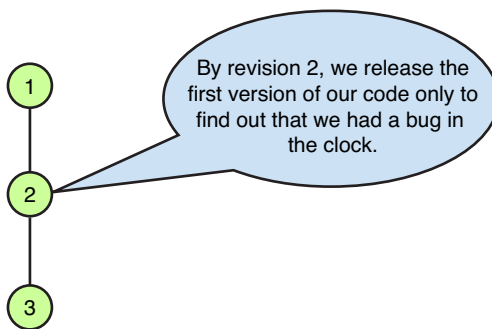 1
By revision 2, we release the
first version of our code only to
find out that we had a bug in
the clock.
2
3